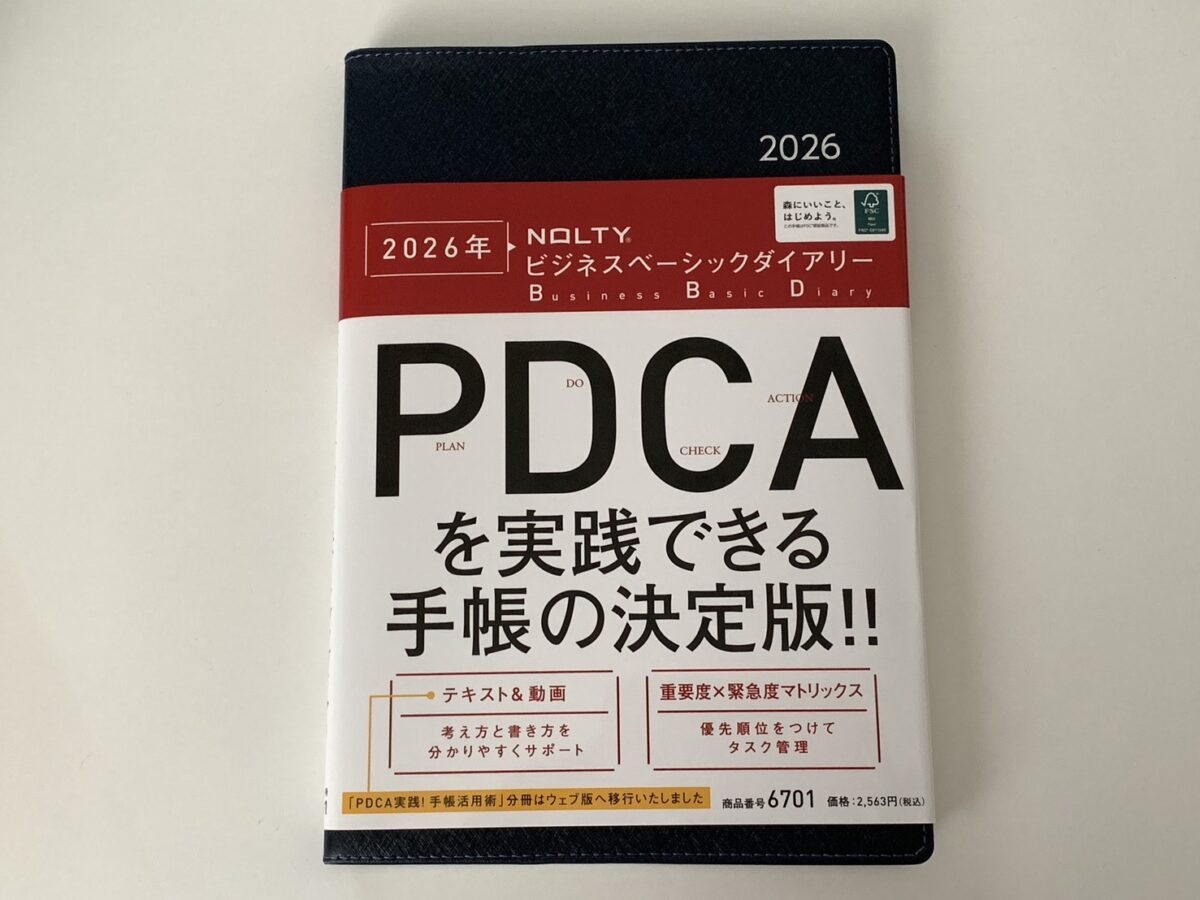 2026
森にいいこと、
はじめよう。
FSC
2026年
NOLTY®
ビジネスベーシックダイアリー
Business Basic Diary
PDCA
PLAN
DO
CHECK
ACTION
を実践できる
手帳の決定版!!
テキスト&動画
考え方と書き方を
分かりやすくサポート
重要度×緊急度マトリックス
優先順位をつけて
タスク管理
「PDCA実践! 手帳活用術」分冊はウェブ版へ移行いたしました
商品番号6701 価格:2,563円(税込)